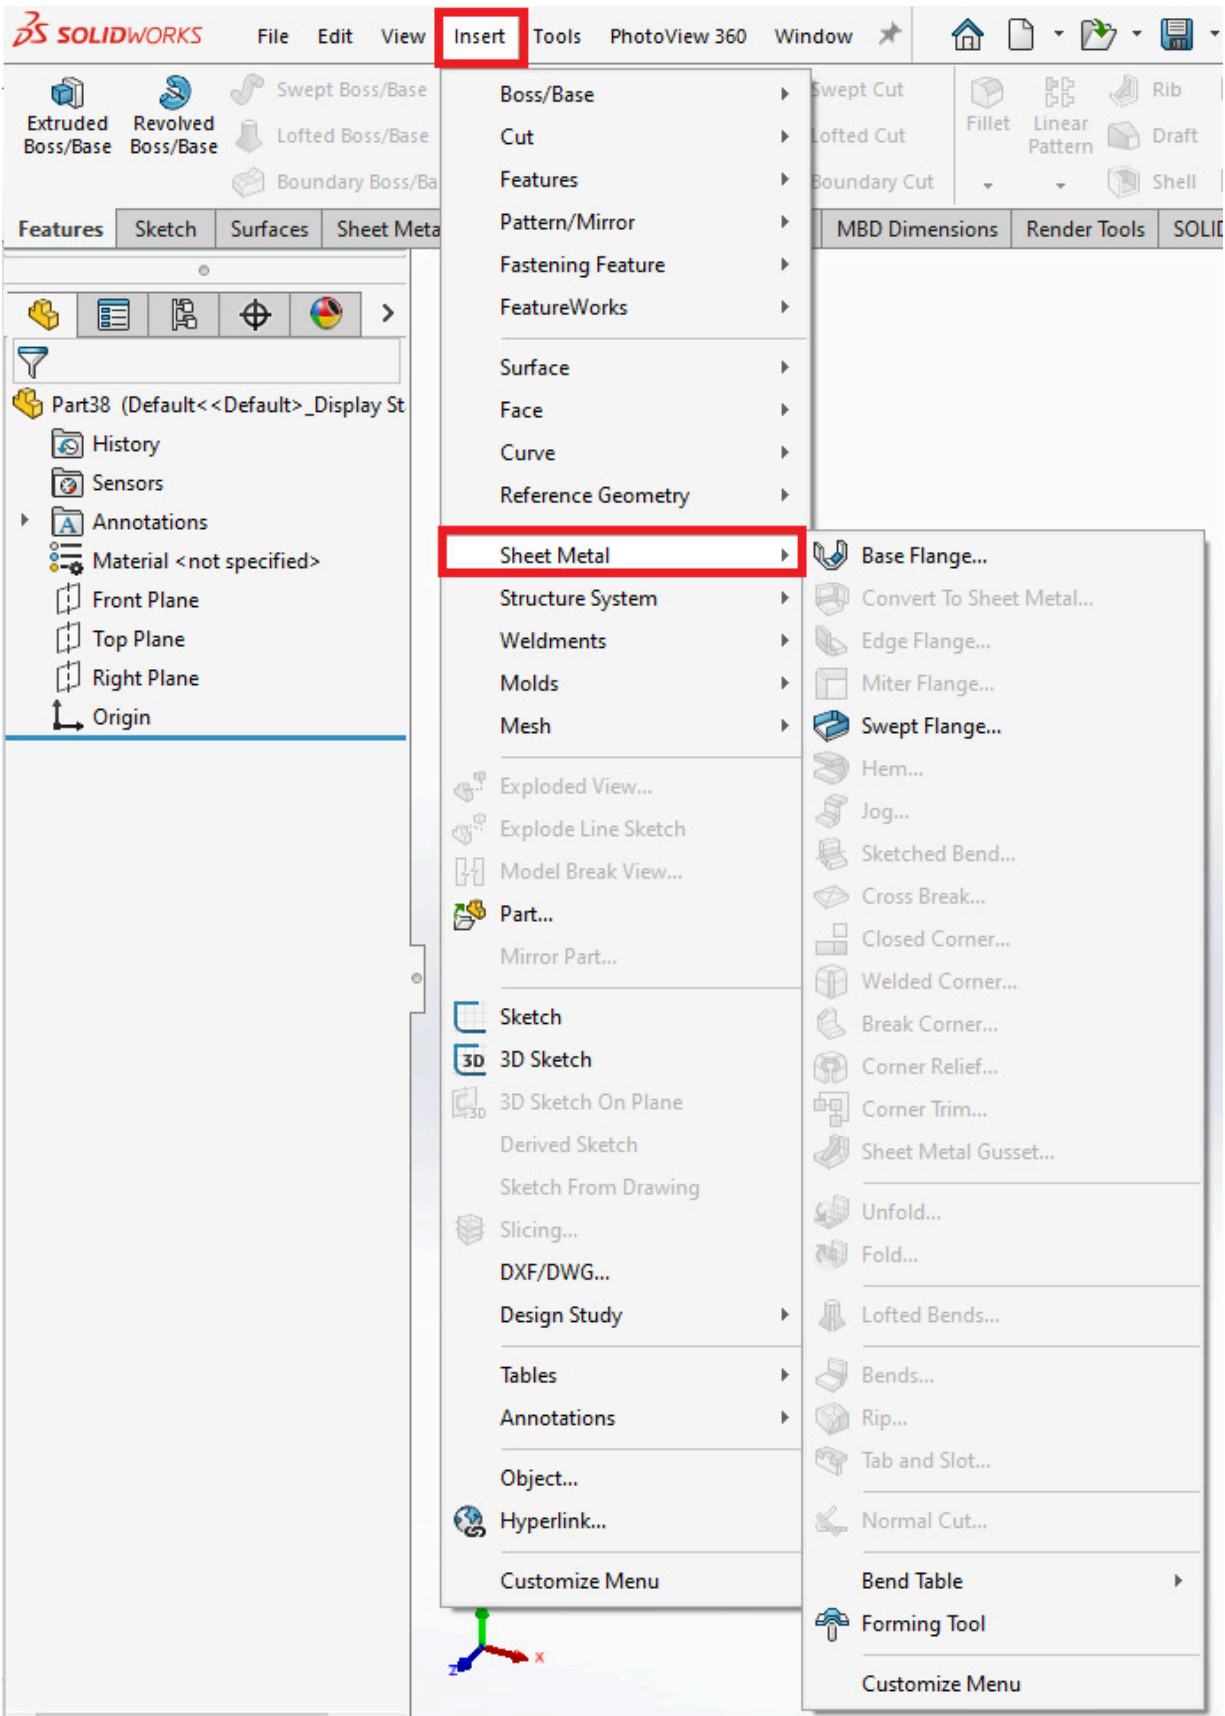 SOLIDWORKS File Edit View Insert Tools PhotoView 360 Window
Extruded Boss/Base
Revolved Boss/Base
Swept Boss/Base
Lofted Boss/Base
Boundary Boss/Ba
Swept Cut
Lofted Cut
Boundary Cut
Fillet
Linear Pattern
Rib
Draft
Shell
Features Sketch Surfaces Sheet Meta MBD Dimensions Render Tools SOLID
Part38 (Default<<Default>_Display St
History
Sensors
A Annotations
Material <not specified>
Front Plane
Top Plane
Right Plane
Origin
Boss/Base
Cut
Features
Pattern/Mirror
Fastening Feature
FeatureWorks
Surface
Face
Curve
Reference Geometry
Sheet Metal
Structure System
Weldments
Molds
Mesh
Exploded View...
Explode Line Sketch
Model Break View...
Part...
Mirror Part...
Sketch
3D 3D Sketch
3D 3D Sketch On Plane
Derived Sketch
Sketch From Drawing
Slicing...
DXF/DWG...
Design Study
Tables
Annotations
Object...
Hyperlink...
Customize Menu
Base Flange...
Convert To Sheet Metal...
Edge Flange...
Miter Flange...
Swept Flange...
Hem...
Jog...
Sketched Bend...
Cross Break...
Closed Corner...
Welded Corner...
Break Corner...
Corner Relief...
Corner Trim...
Sheet Metal Gusset...
Unfold...
Fold...
Lofted Bends...
Bends...
Rip...
Tab and Slot...
Normal Cut...
Bend Table
Forming Tool
Customize Menu
x
z